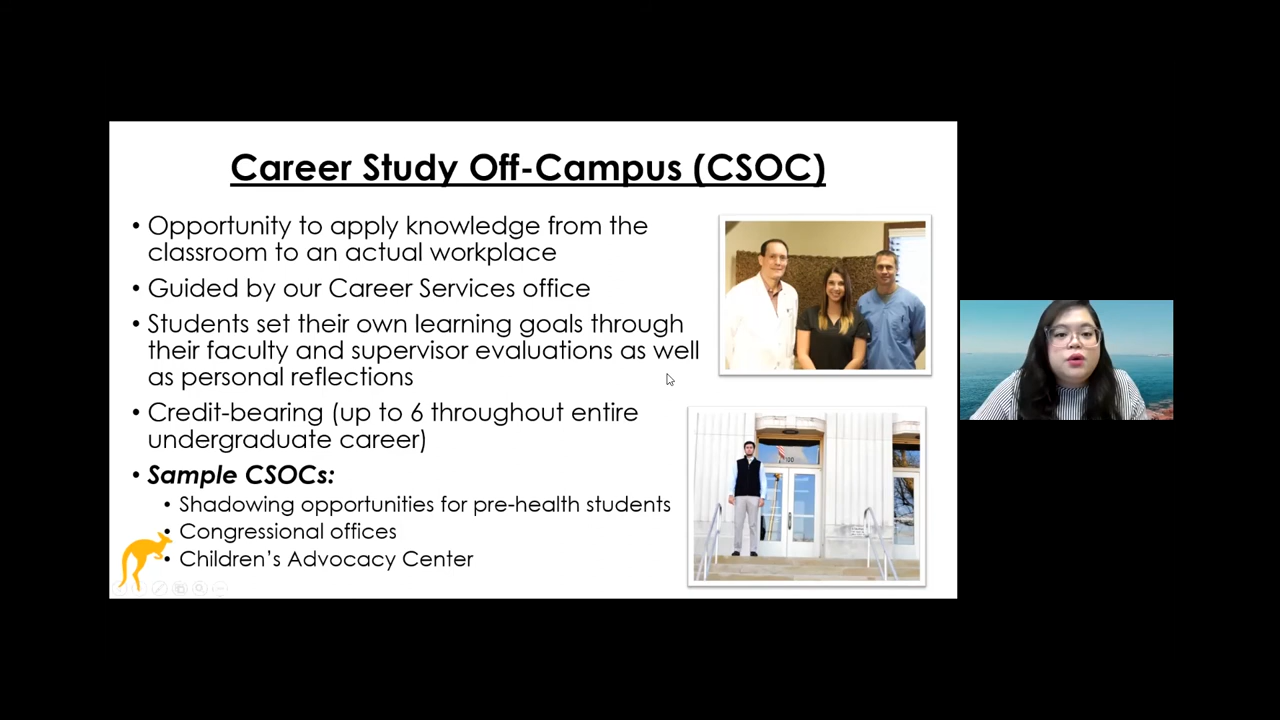 Career Study Off-Campus (CSOC)
• Opportunity to apply knowledge from the
classroom to an actual workplace
• Guided by our Career Services office
• Students set their own learning goals through
their faculty and supervisor evaluations as well
as personal reflections
• Credit-bearing (up to 6 throughout entire
undergraduate career)
• Sample CSOCs:
• Shadowing opportunities for pre-health students
• Congressional offices
• Children's Advocacy Center